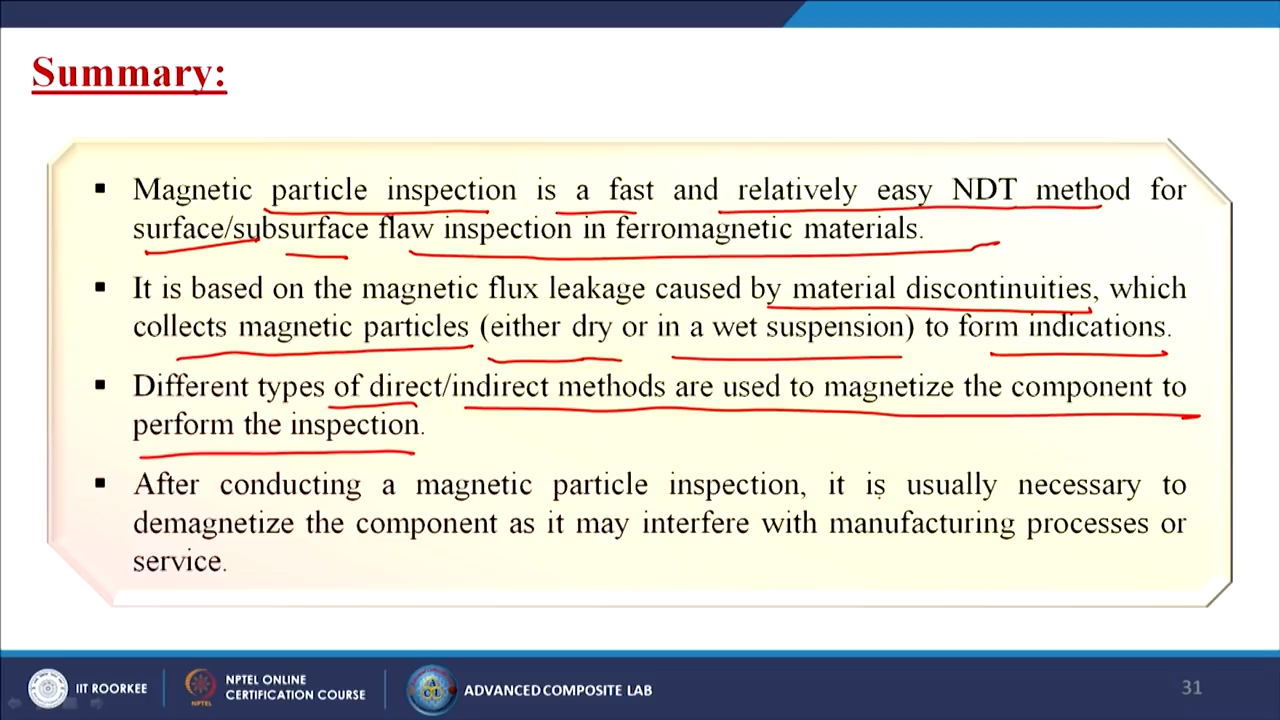 Summary:
▪ Magnetic particle inspection is a fast and relatively easy NDT method for
surface/subsurface flaw inspection in ferromagnetic materials.
▪ It is based on the magnetic flux leakage caused by material discontinuities, which
collects magnetic particles (either dry or in a wet suspension) to form indications.
▪ Different types of direct/indirect methods are used to magnetize the component to
perform the inspection.
▪ After conducting a magnetic particle inspection, it is usually necessary to
demagnetize the component as it may interfere with manufacturing processes or
service.
IIT ROORKEE
NPTEL
NPTEL ONLINE
CERTIFICATION COURSE
ACL
ADVANCED COMPOSITE LAB
31